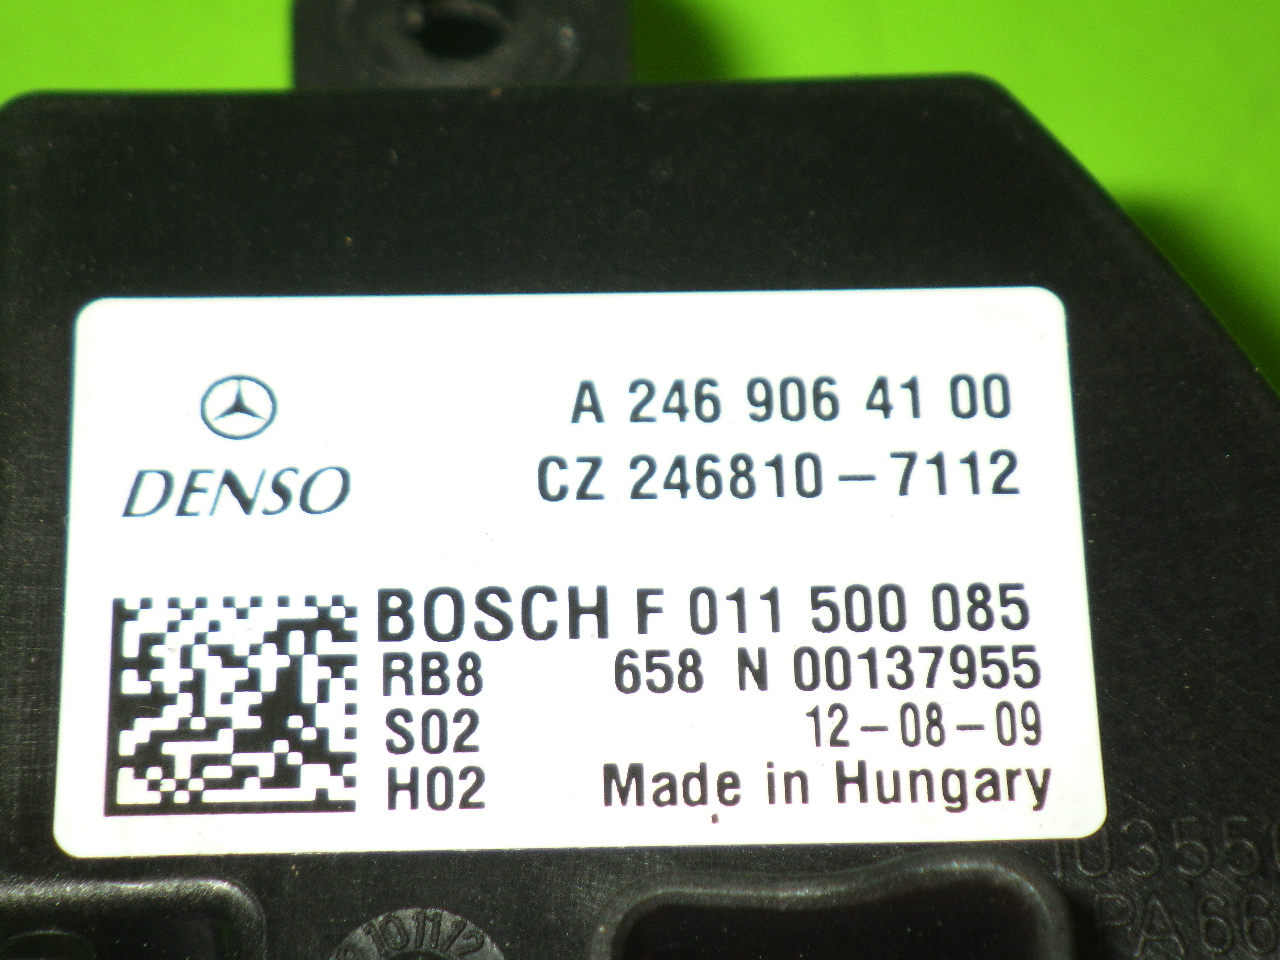 A 246 906 41 00
DENSO
CZ 246810-7112
BOSCH F 011 500 085
RB8 658 N 00137955
S02 12-08-09
H02 Made in Hungary